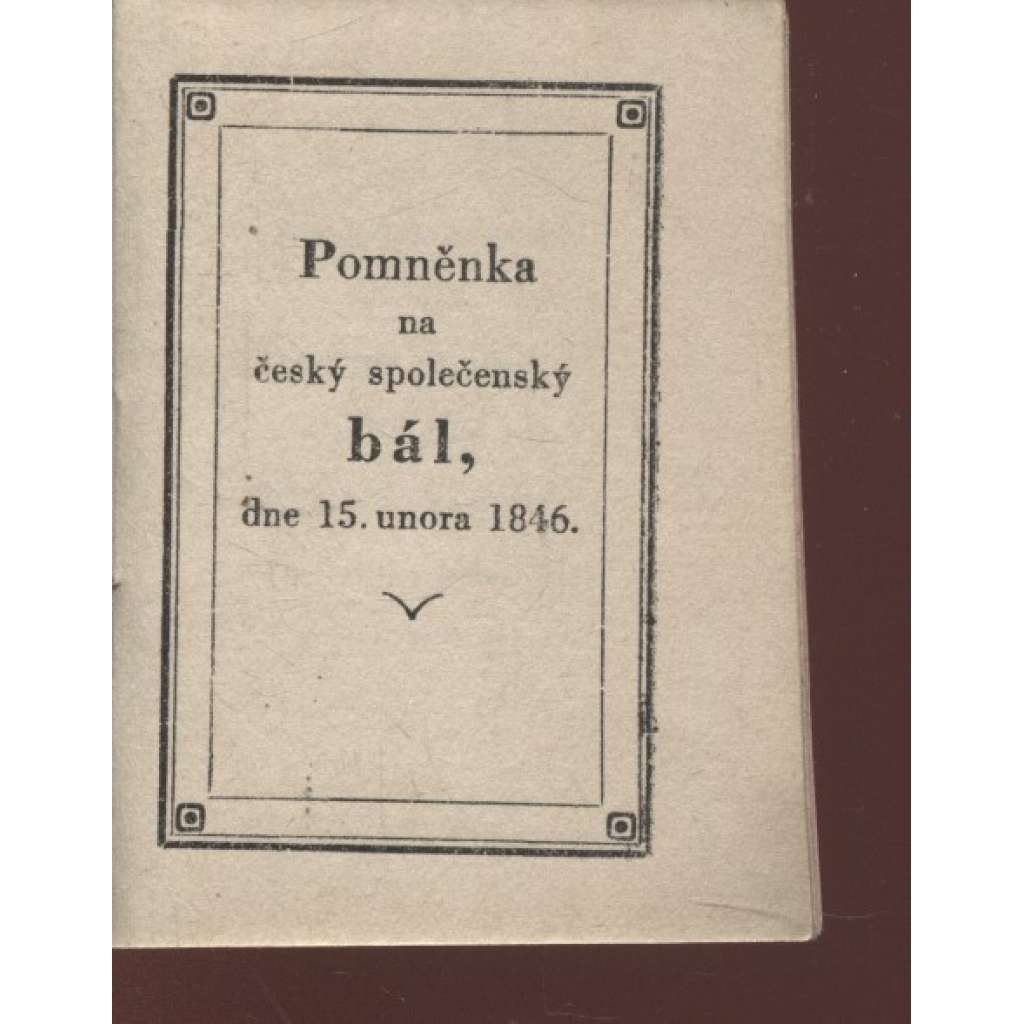 Pomněnka
na
český společenský
bál,
dne 15. unora 1846.